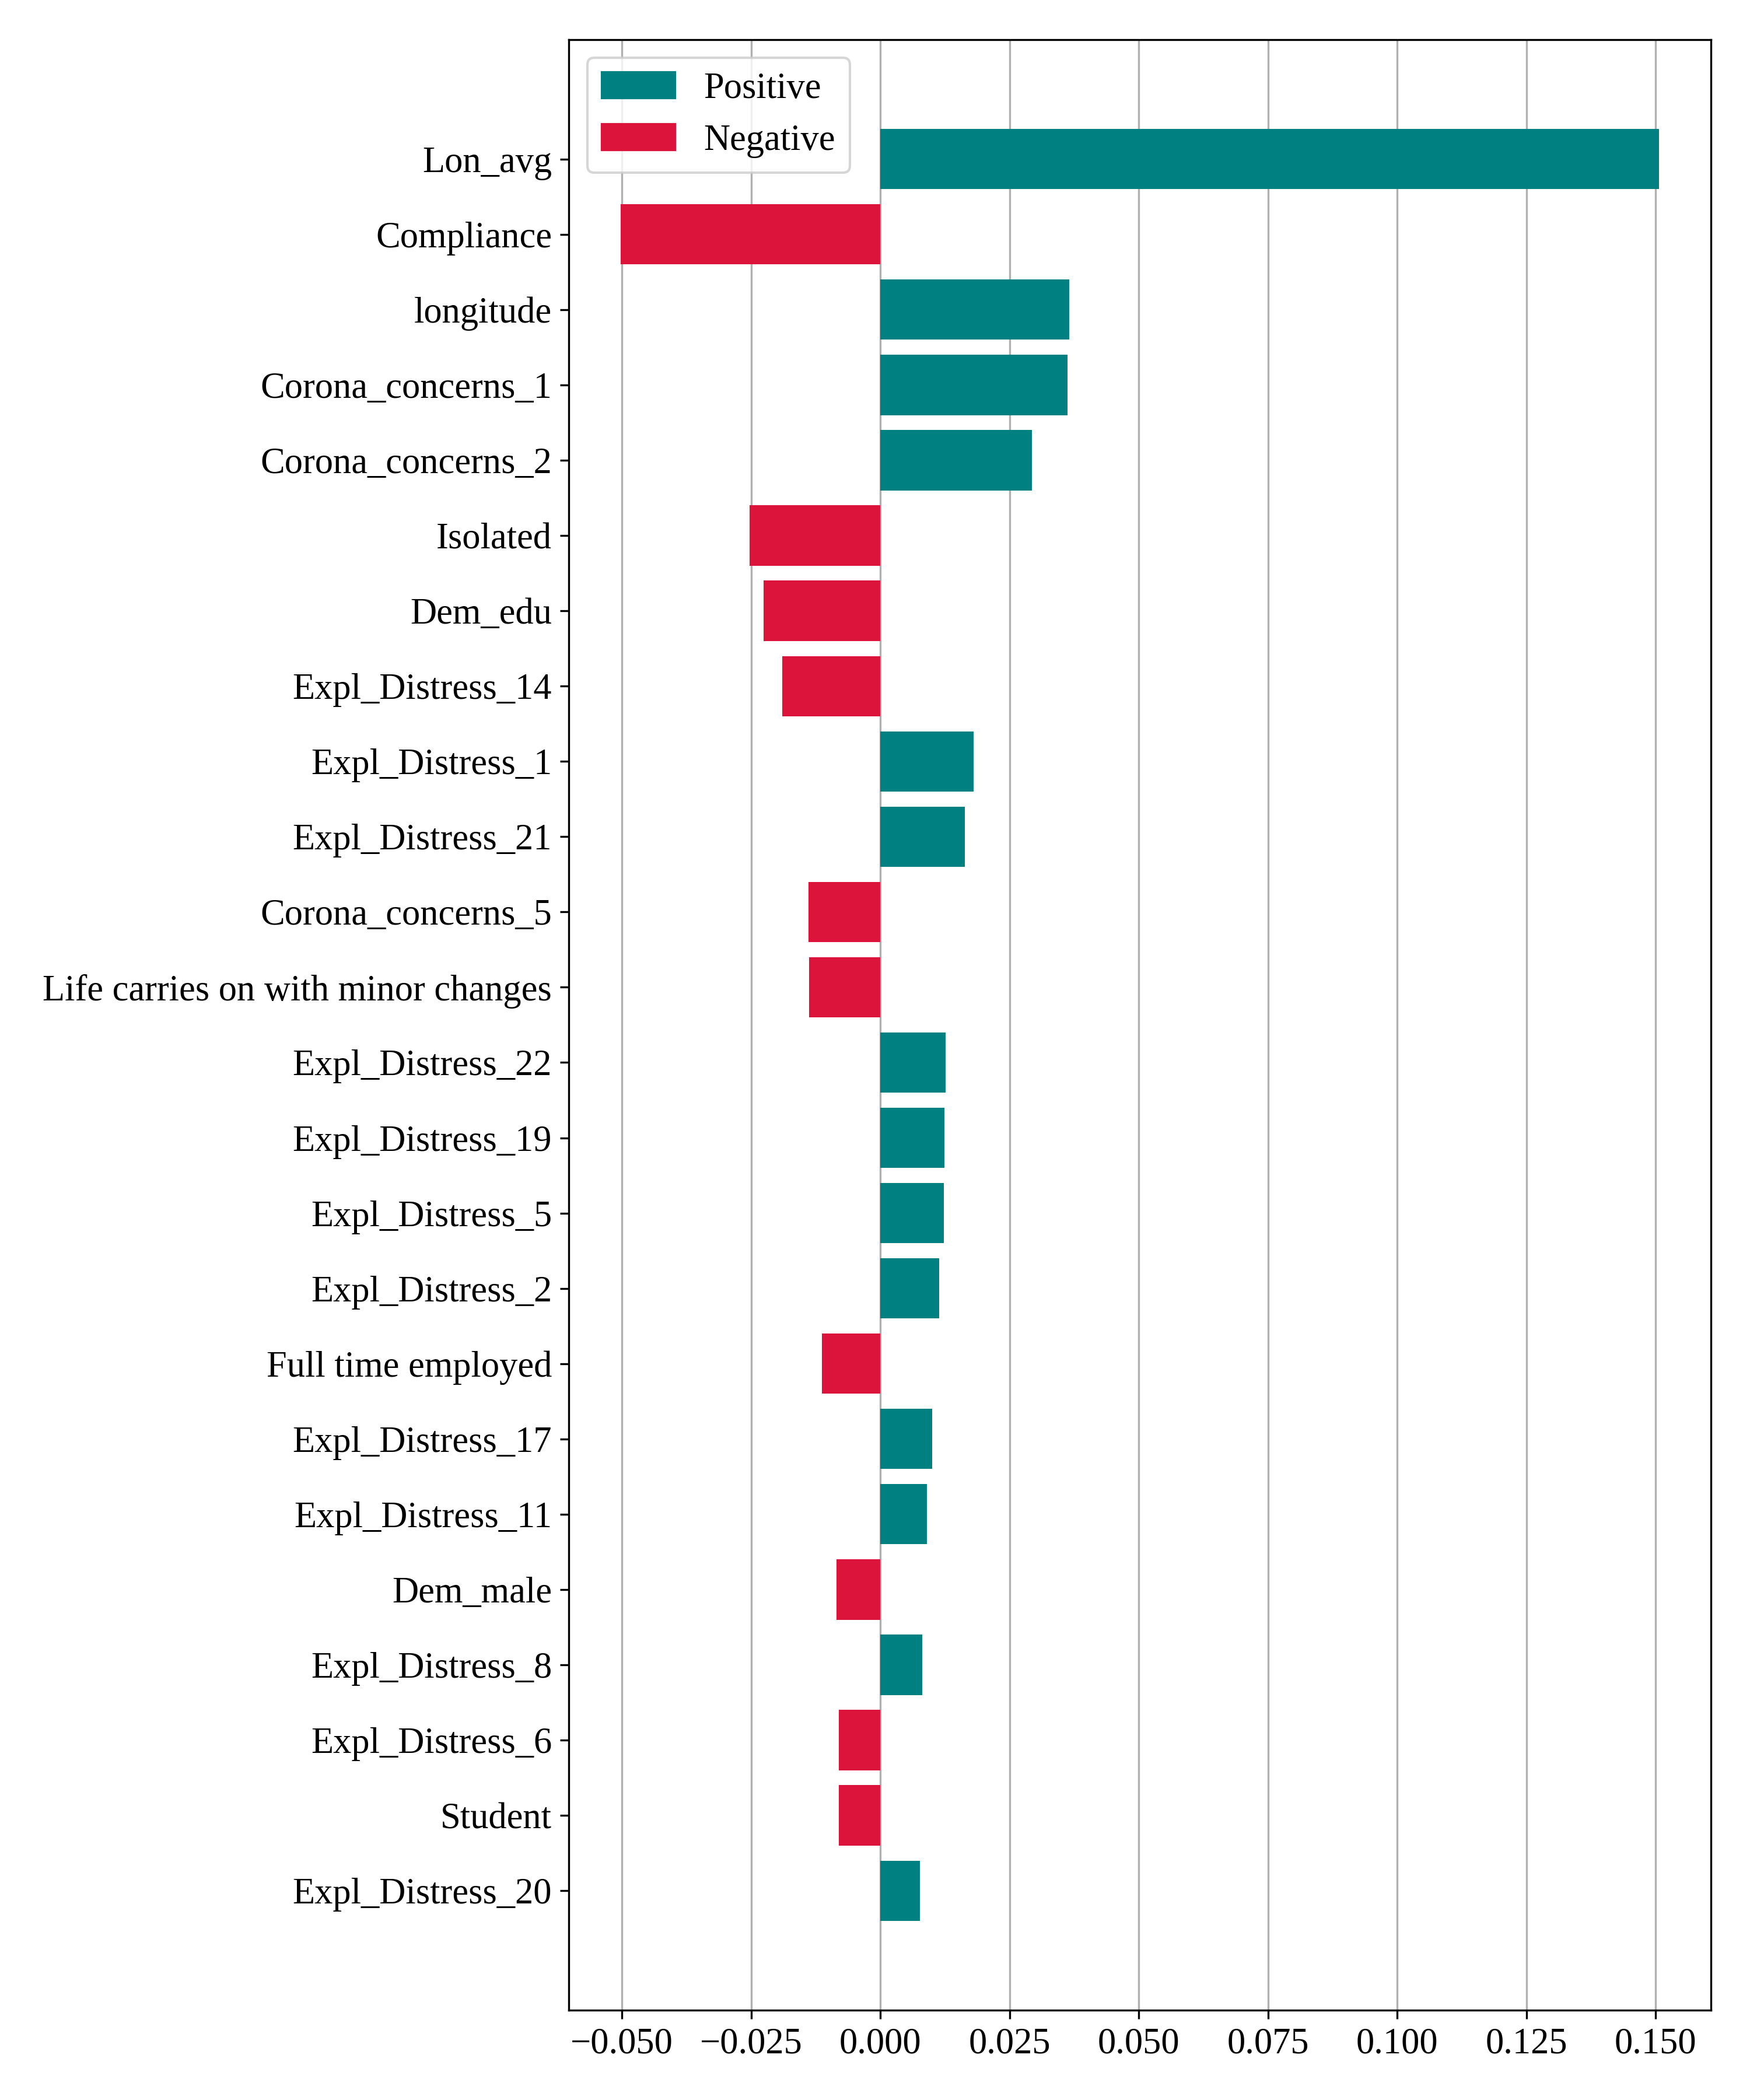 Positive
Negative
Lon_avg
Compliance
longitude
Corona_concerns_1
Corona_concerns_2
Isolated
Dem_edu
Expl_Distress_14
Expl_Distress_1
Expl_Distress_21
Corona_concerns_5
Life carries on with minor changes
Expl_Distress_22
Expl_Distress_19
Expl_Distress_5
Expl_Distress_2
Full time employed
Expl_Distress_17
Expl_Distress_11
Dem_male
Expl_Distress_8
Expl_Distress_6
Student
Expl_Distress_20
−0.050 −0.025 0.000 0.025 0.050 0.075 0.100 0.125 0.150